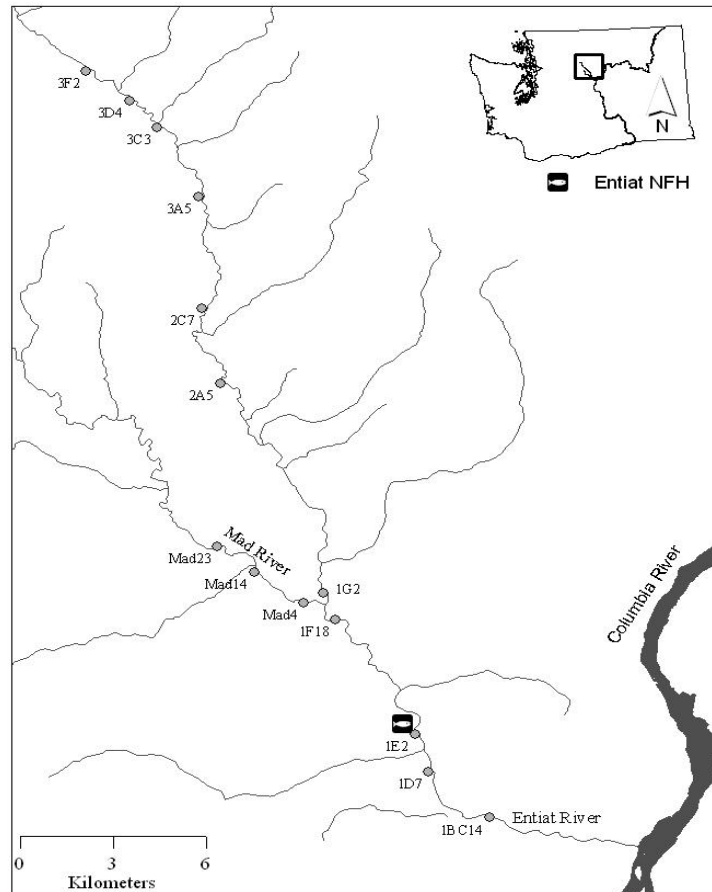 3F2
3D4
3C3
N
Entiat NFH
3A5
2C7
2A5
Mad River
Mad23
Mad14
Mad4
1G2
1F18
Columbia River
1E2
1D7
1BC14
Entiat River
0 3 6
Kilometers